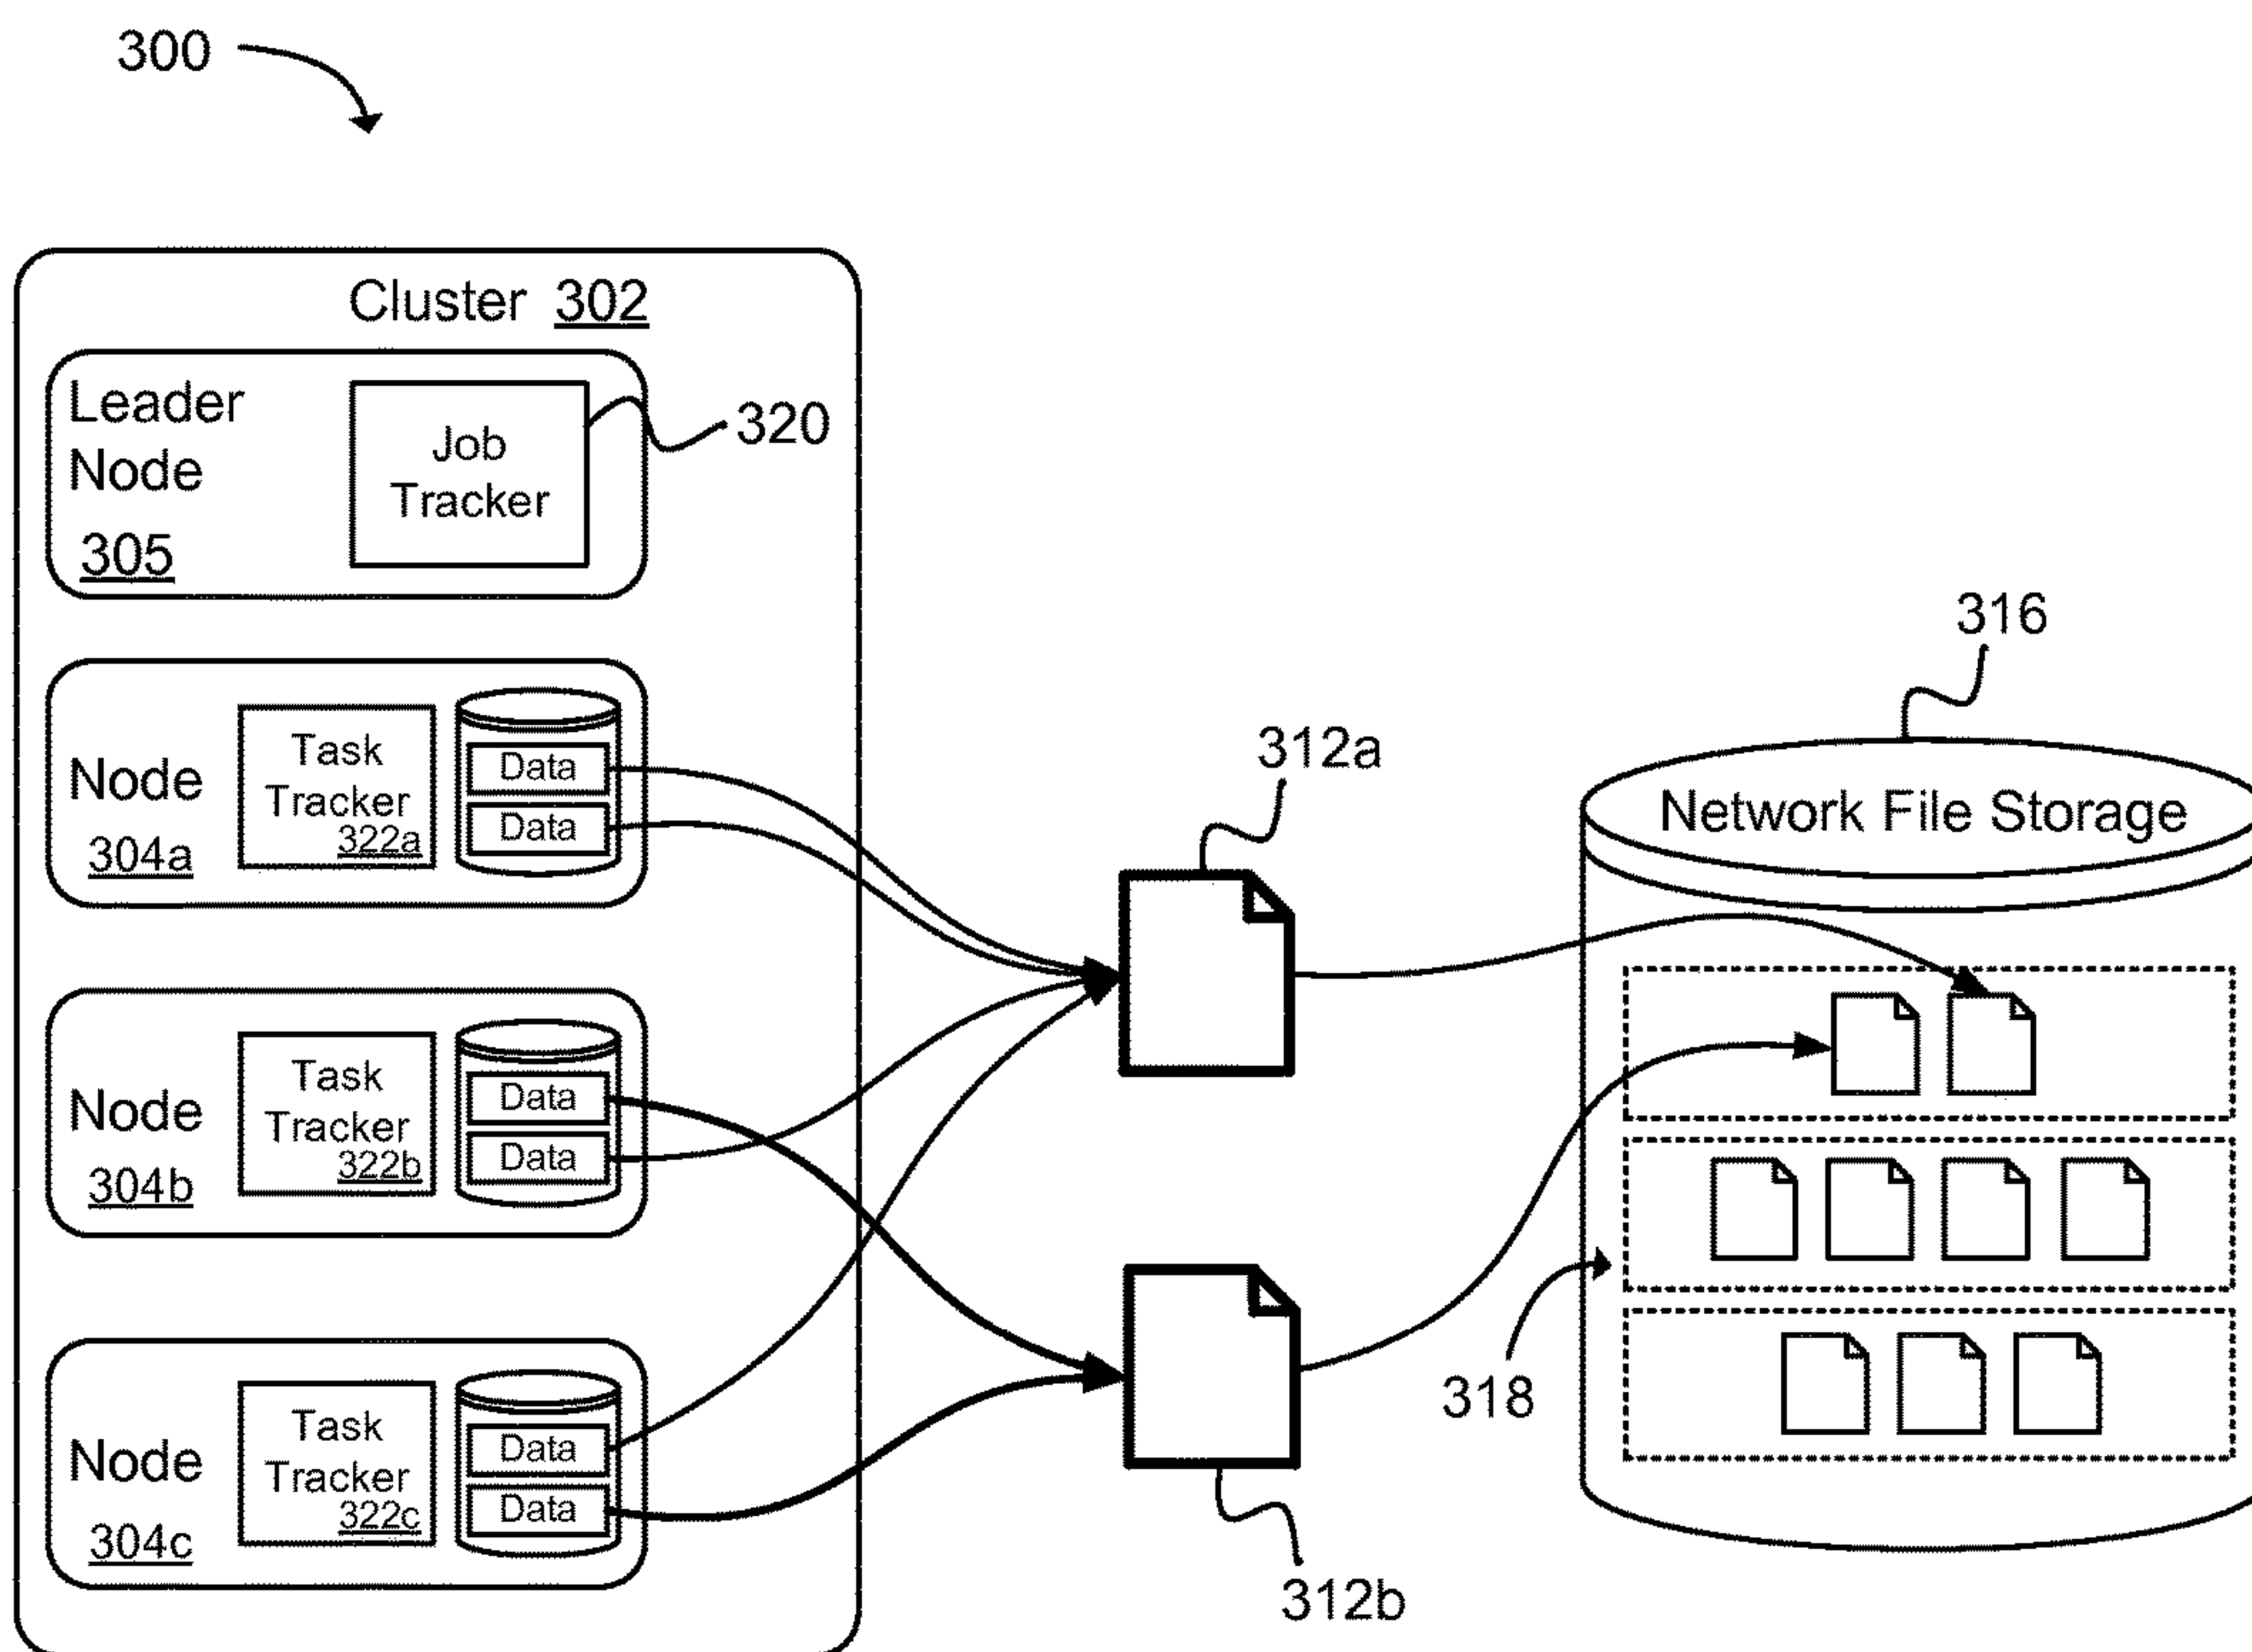 300
Cluster 302
Leader
Node
305
Job
Tracker
320
Node
304a
Task
Tracker
322a
Data
Data
Node
304b
Task
Tracker
322b
Data
Data
Node
304c
Task
Tracker
322c
Data
Data
312a
312b
316
Network File Storage
318